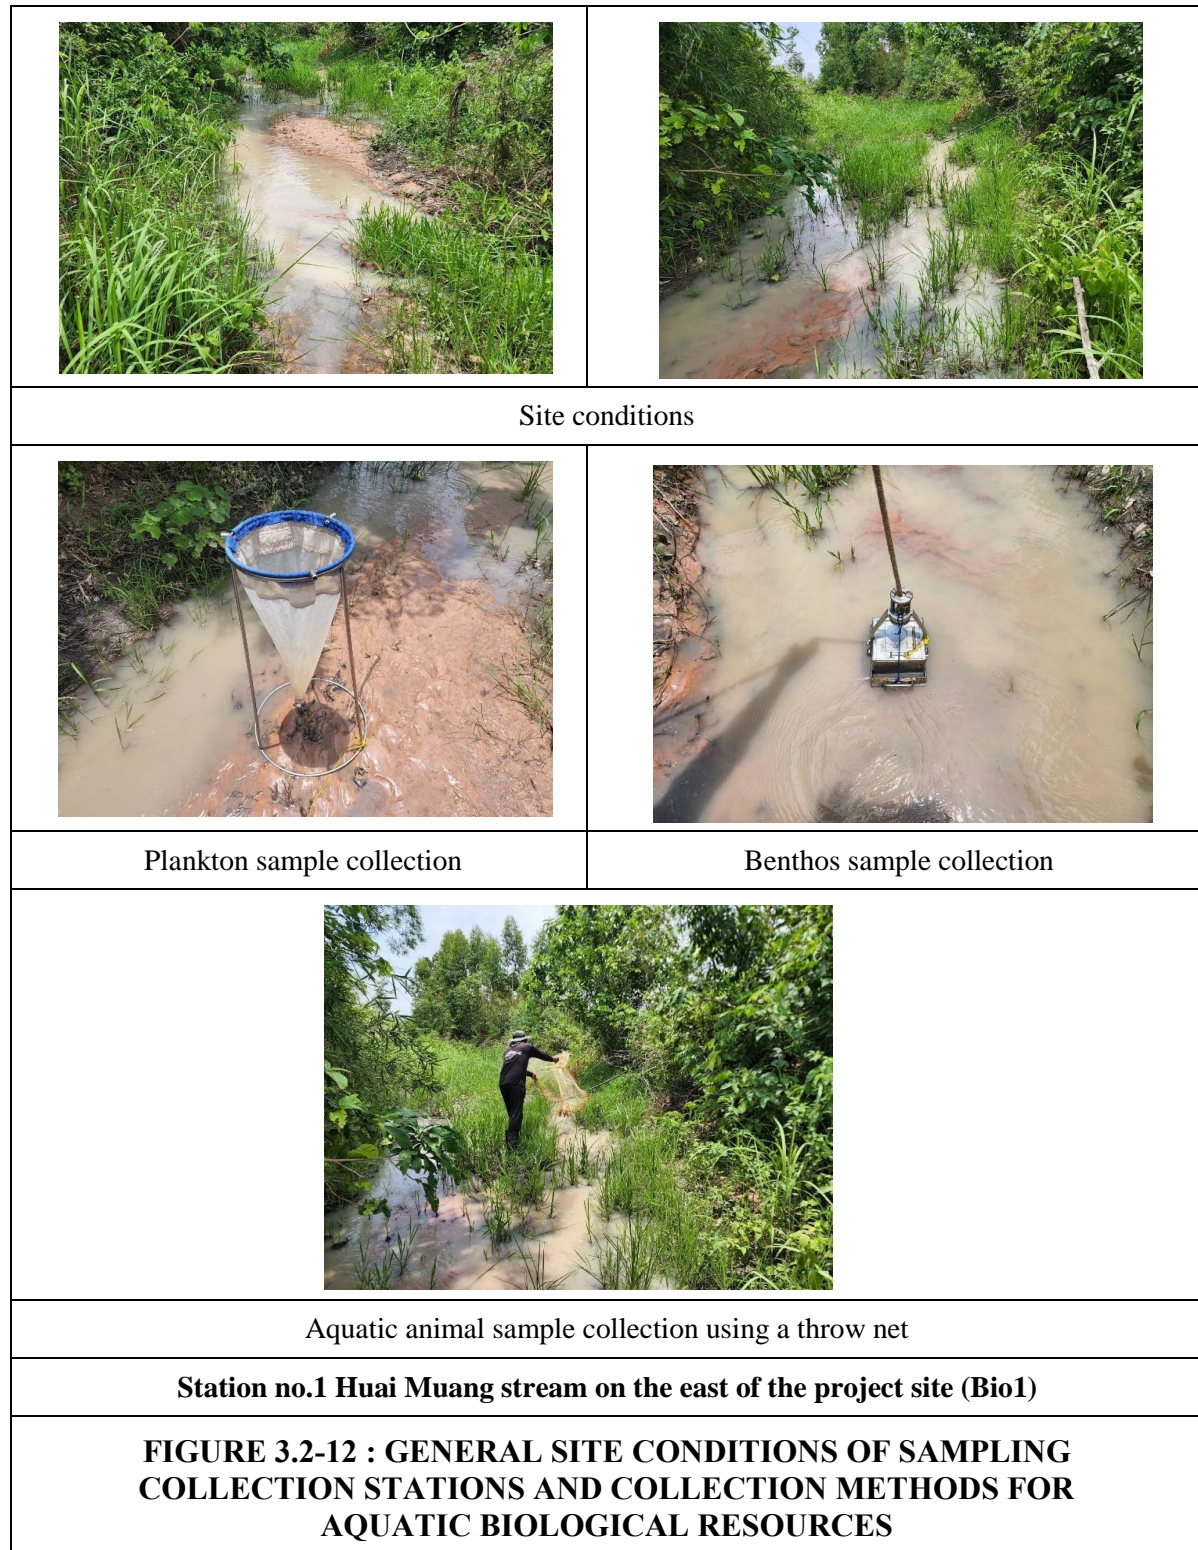 Site conditions
Plankton sample collection
Benthos sample collection
Aquatic animal sample collection using a throw net
Station no.1 Huai Muang stream on the east of the project site (Bio1)
FIGURE 3.2-12 : GENERAL SITE CONDITIONS OF SAMPLING
COLLECTION STATIONS AND COLLECTION METHODS FOR
AQUATIC BIOLOGICAL RESOURCES